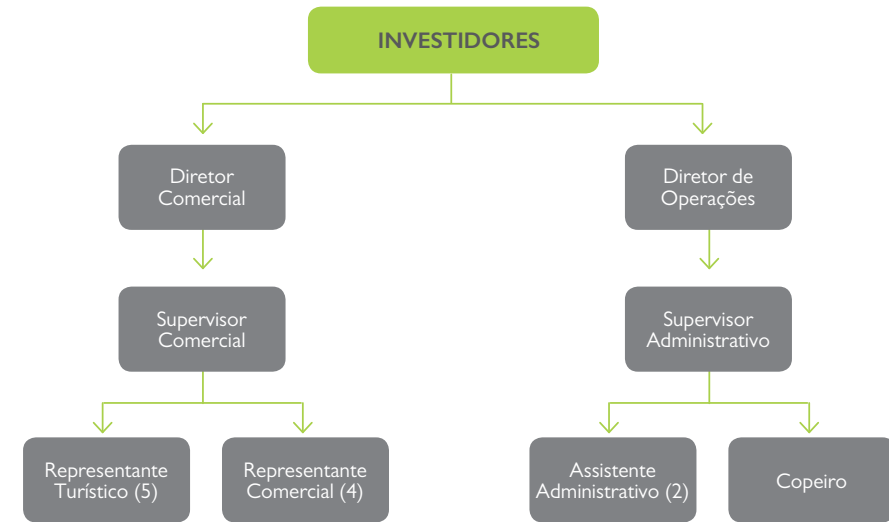 INVESTIDORES
Diretor
Comercial
Diretor de
Operações
Supervisor
Comercial
Supervisor
Administrativo
Representante
Turístico (5)
Representante
Comercial (4)
Assistente
Administrativo (2)
Copeiro